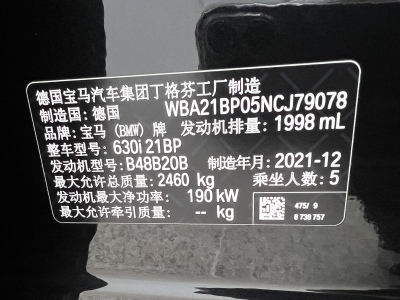 德国宝马汽车集团丁格芬工厂制造
制造国: 德国 WBA21BP05NCJ79078
品牌: 宝马 (BMW) 牌 发动机排量: 1998 mL
整车型号: 630i 21BP
发动机型号: B48B20B 制造年月: 2021-12
最大允许总质量: 2460 kg 乘坐人数: 5
发动机最大净功率: 190 kW
最大允许牵引质量: -- kg
475/ 9
8 738 757